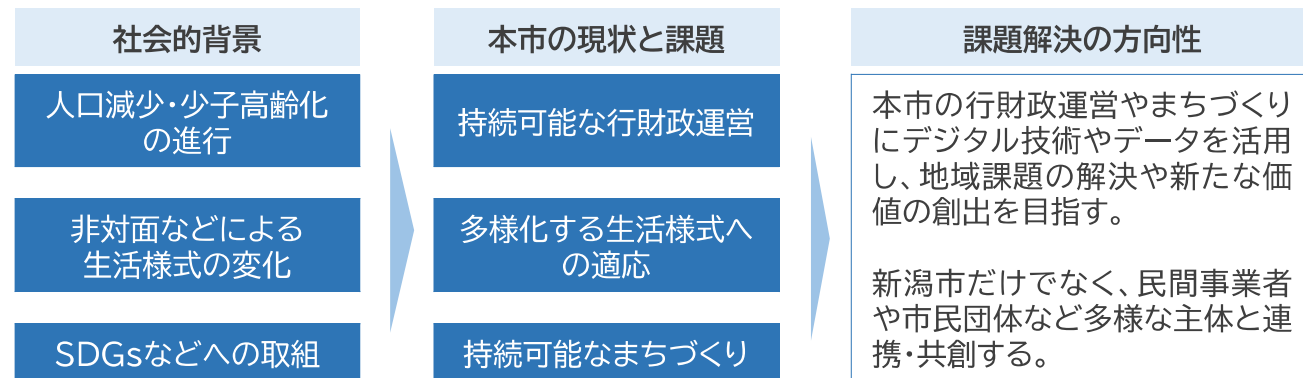 社会的背景
人口減少・少子高齢化
の進行
非対面などによる
生活様式の変化
SDGsなどへの取組
本市の現状と課題
持続可能な行財政運営
多様化する生活様式へ
の適応
持続可能なまちづくり
課題解決の方向性
本市の行財政運営やまちづくり
にデジタル技術やデータを活用
し、地域課題の解決や新たな価
値の創出を目指す。
新潟市だけでなく、民間事業者
や市民団体など多様な主体と連
携・共創する。